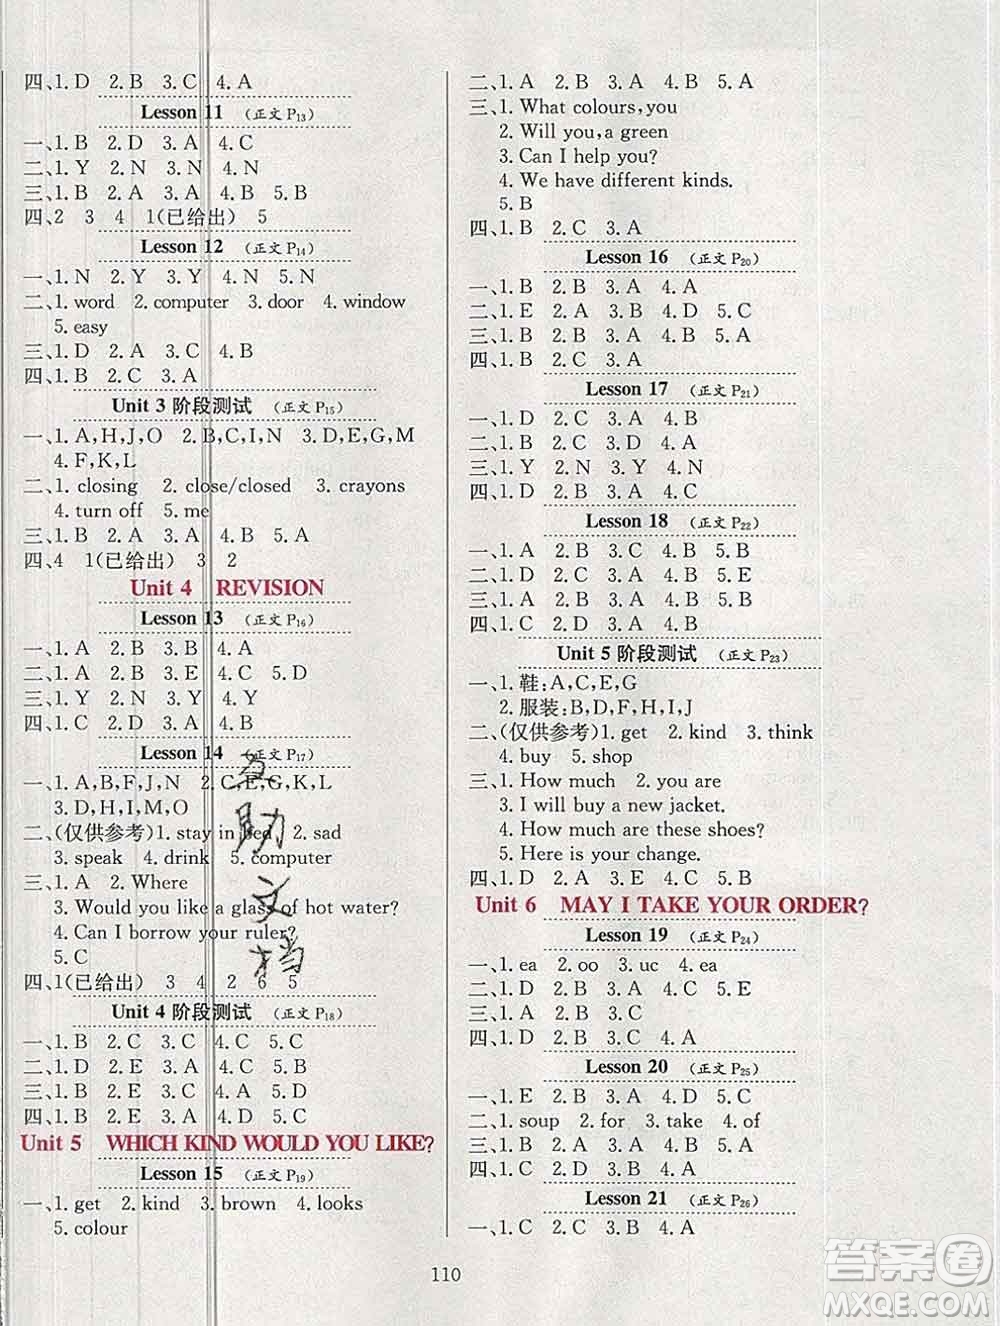 四、1. D 2. B 3. C 4. A
Lesson 11 (正文 P13)
一、1. B 2. D 3. A 4. C
二、1. Y 2. N 3. N 4. N
三、1. B 2. A 3. A 4. B 5. B
四、2 3 4 1(已给出) 5
Lesson 12 (正文 P14)
一、1. N 2. Y 3. Y 4. N 5. N
二、1. word 2. computer 3. door 4. window
5. easy
三、1. D 2. A 3. C 4. B
四、1. B 2. C 3. A
Unit 3 阶段测试 (正文 P15)
一、1. A,H,J,O 2. B,C,I,N 3. D,E,G,M
4. F,K,L
二、1. closing 2. close/closed 3. crayons
4. turn off 5. me
三、1. B 2. A 3. A 4. B 5. A
四、4 1(已给出) 3 2
Unit 4 REVISION
Lesson 13 (正文 P16)
一、1. A 2. B 3. B 4. A
二、1. A 2. B 3. E 4. C 5. D
三、1. Y 2. N 3. Y 4. Y
四、1. C 2. D 3. A 4. B
Lesson 14 (正文 P17)
一、1. A,B,F,J,N 2. C,E,G,K,L
3. D,H,I,M,O
二、(仅供参考)1. stay in bed 2. sad
3. speak 4. drink 5. computer
三、1. A 2. Where
3. Would you like a glass of hot water?
4. Can I borrow your ruler?
5. C
四、1(已给出) 3 4 2 6 5
Unit 4 阶段测试 (正文 P18)
一、1. B 2. C 3. C 4. C 5. C
二、1. B 2. E 3. A 4. C 5. D
三、1. B 2. B 3. A 4. A 5. D
四、1. B 2. B 3. A 4. D 5. C
Unit 5 WHICH KIND WOULD YOU LIKE?
Lesson 15 (正文 P19)
一、1. get 2. kind 3. brown 4. looks
5. colour
二、1. A 2. B 3. A 4. B 5. A
三、1. What colours, you
2. Will you, a green
3. Can I help you?
4. We have different kinds.
5. B
四、1. B 2. C 3. A
Lesson 16 (正文 P20)
一、1. B 2. B 3. A 4. A
二、1. E 2. A 3. B 4. D 5. C
三、1. B 2. B 3. A 4. B 5. A
四、1. B 2. C 3. A
Lesson 17 (正文 P21)
一、1. D 2. C 3. A 4. B
二、1. B 2. C 3. D 4. A
三、1. Y 2. N 3. Y 4. N
四、1. D 2. B 3. A 4. C
Lesson 18 (正文 P22)
一、1. A 2. B 3. A 4. B 5. B
二、1. D 2. C 3. A 4. B 5. E
三、1. A 2. B 3. A 4. B 5. B
四、1. C 2. D 3. A 4. B
Unit 5 阶段测试 (正文 P23)
一、1. 鞋:A,C,E,G
2. 服装:B,D,F,H,I,J
二、(仅供参考)1. get 2. kind 3. think
4. buy 5. shop
三、1. How much 2. you are
3. I will buy a new jacket.
4. How much are these shoes?
5. Here is your change.
四、1. D 2. A 3. E 4. C 5. B
Unit 6 MAY I TAKE YOUR ORDER?
Lesson 19 (正文 P24)
一、1. ea 2. oo 3. uc 4. ea
二、1. D 2. B 3. A 4. C 5. E
三、1. A 2. B 3. C
四、1. D 2. B 3. C 4. A
Lesson 20 (正文 P25)
一、1. E 2. B 3. A 4. C 5. D
二、1. soup 2. for 3. take 4. of
三、1. B 2. A 3. A 4. B 5. A
四、1. C 2. D 3. B 4. A
Lesson 21 (正文 P26)
一、1. C 2. C 3. B 4. A
110
答案圈
MXQE.COM
助文档